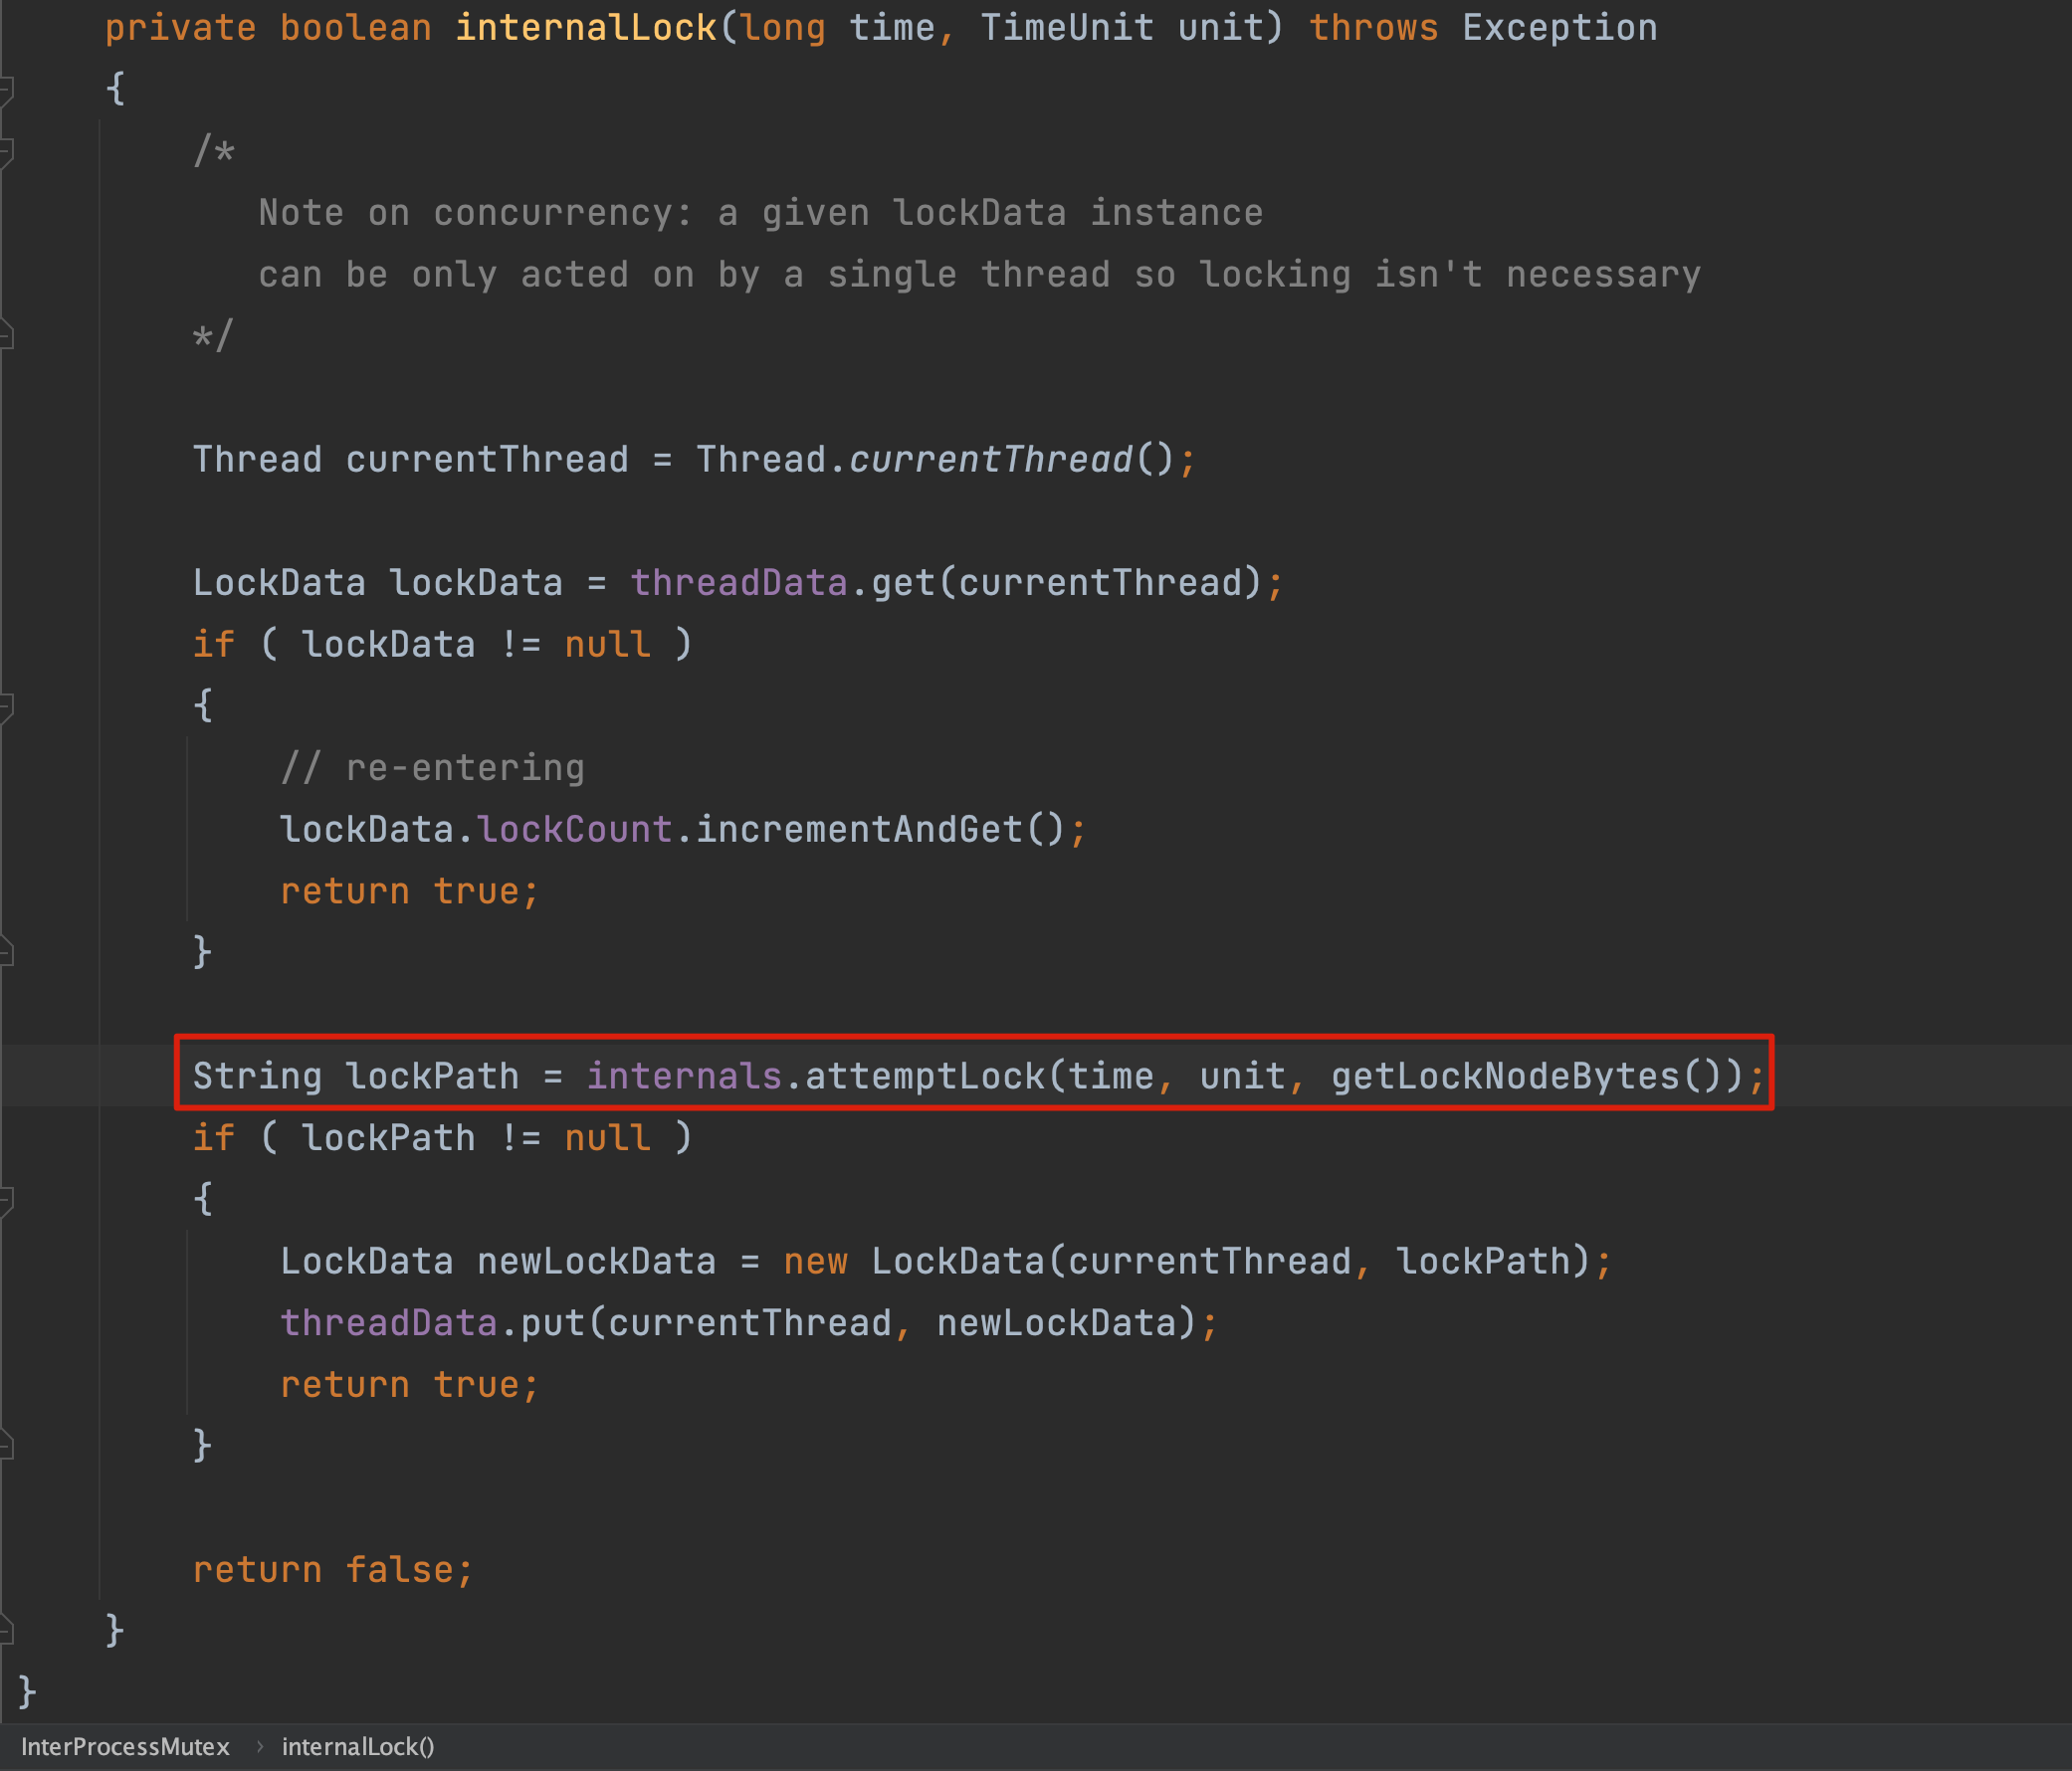 private boolean internalLock(long time, TimeUnit unit) throws Exception
{
/*
Note on concurrency: a given lockData instance
can be only acted on by a single thread so locking isn't necessary
*/
Thread currentThread = Thread.currentThread();
LockData lockData = threadData.get(currentThread);
if ( lockData != null )
{
// re-entering
lockData.lockCount.incrementAndGet();
return true;
}
String lockPath = internals.attemptLock(time, unit, getLockNodeBytes());
if ( lockPath != null )
{
LockData newLockData = new LockData(currentThread, lockPath);
threadData.put(currentThread, newLockData);
return true;
}
return false;
}
}
InterProcessMutex › internalLock()